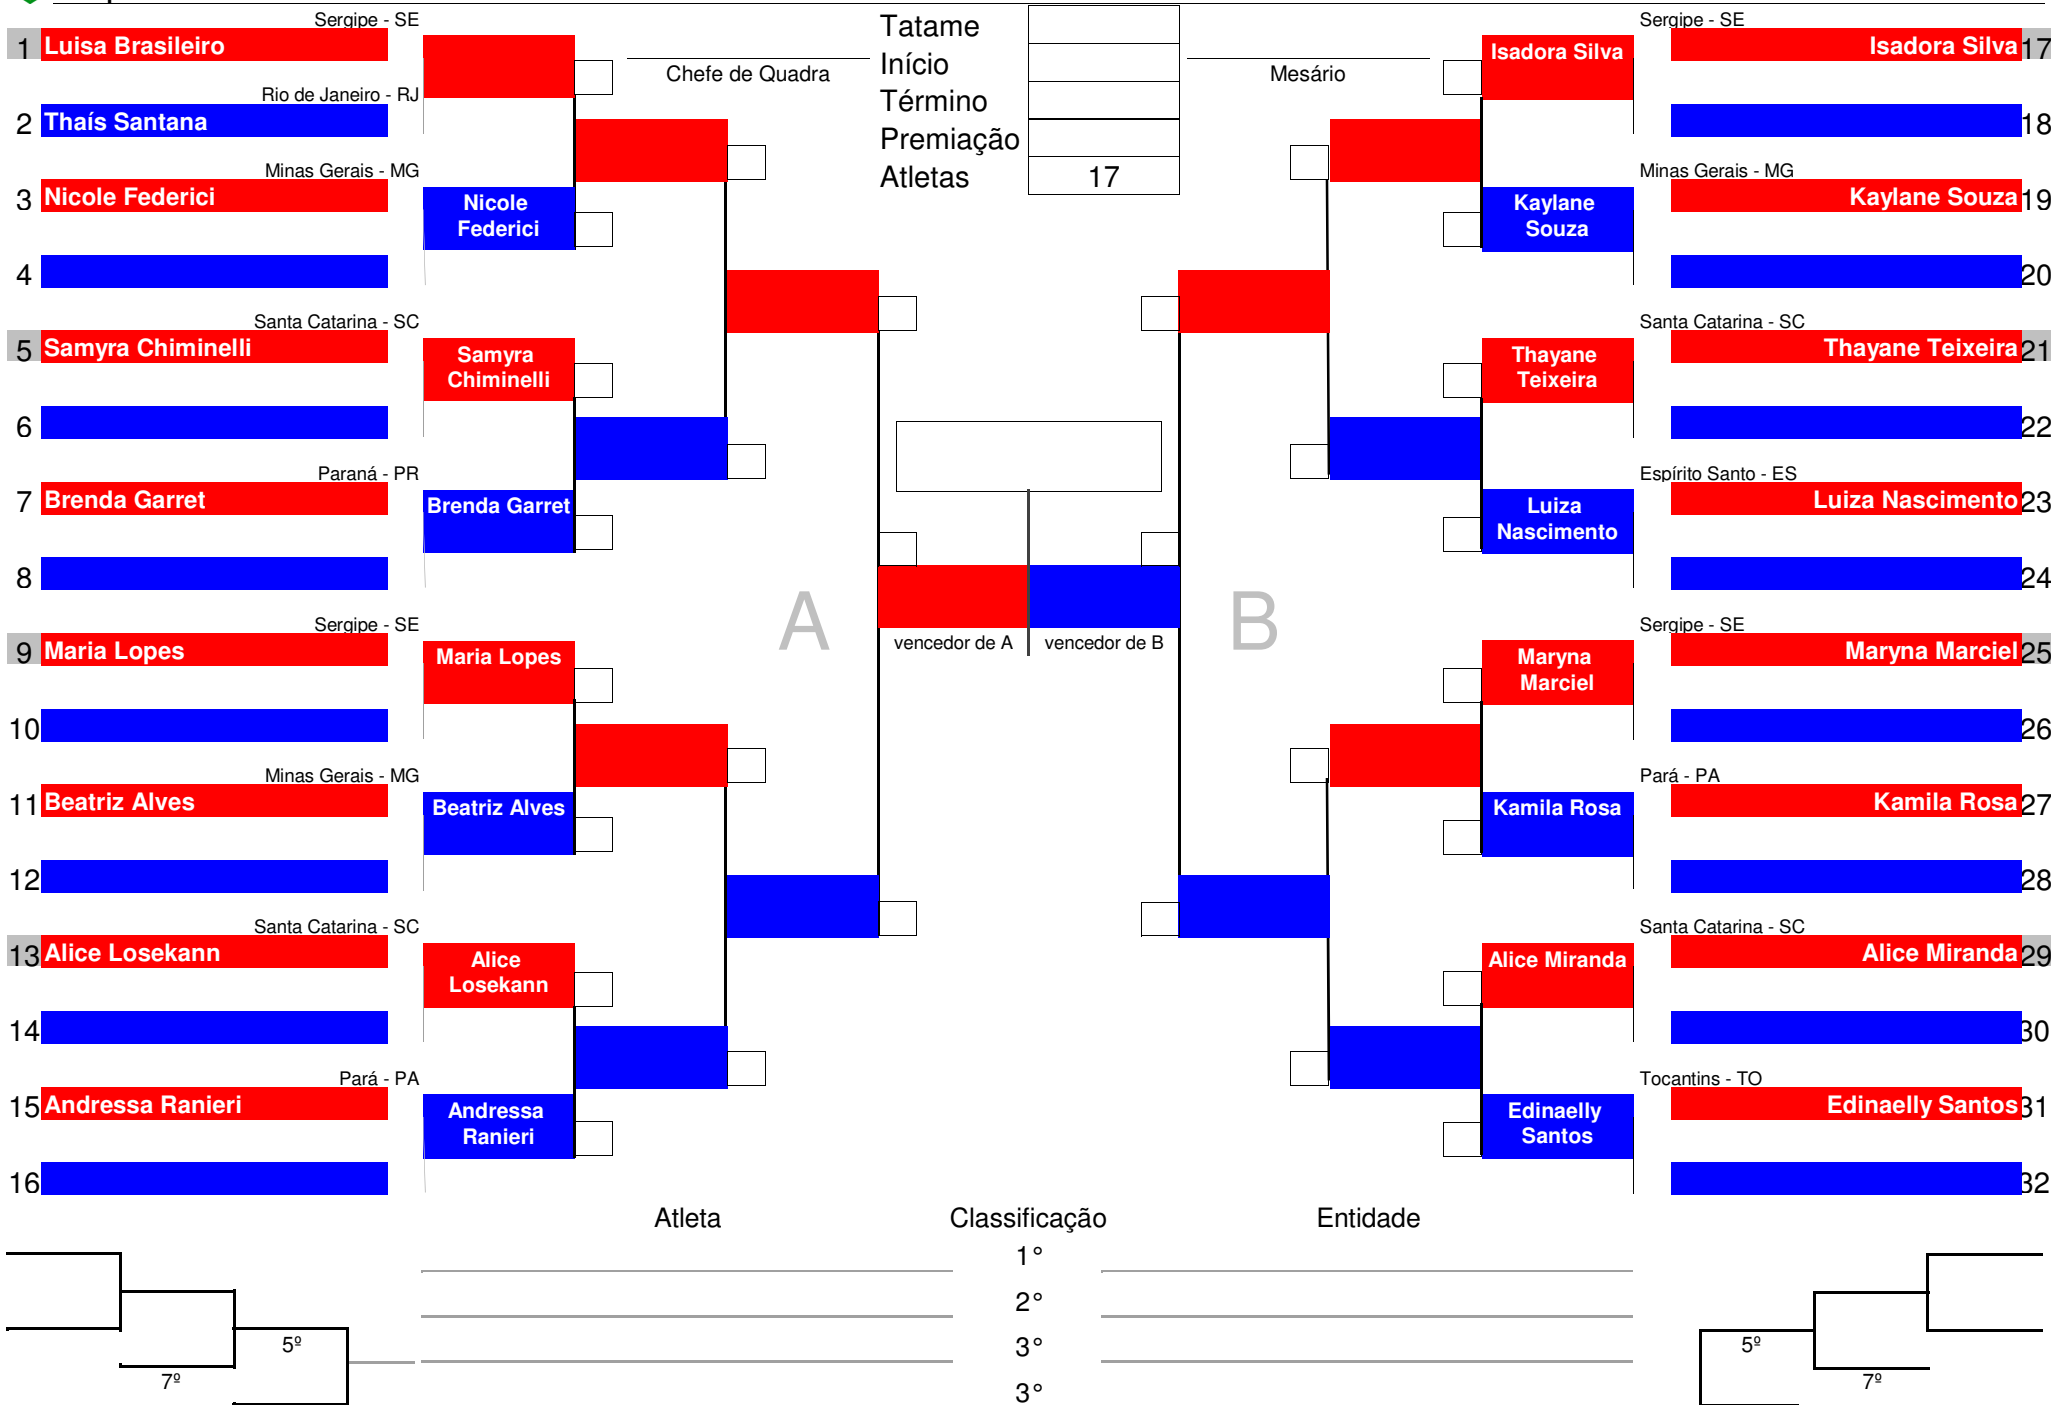 Sergipe - SE
1 Luisa Brasileiro
Rio de Janeiro - RJ
2 Thaís Santana
Minas Gerais - MG
3 Nicole Federici
4
Santa Catarina - SC
5 Samyra Chiminelli
6
Paraná - PR
7 Brenda Garret
8
Sergipe - SE
9 Maria Lopes
10
Minas Gerais - MG
11 Beatriz Alves
12
Santa Catarina - SC
13 Alice Losekann
14
Pará - PA
15 Andressa Ranieri
16
Nicole
Federici
Samyra
Chiminelli
Brenda Garret
Maria Lopes
Beatriz Alves
Alice
Losekann
Andressa
Ranieri
Chefe de Quadra
Tatame
Início
Término
Premiação
Atletas 17
Mesário
A
vencedor de A
vencedor de B
B
Isadora Silva
Kaylane
Souza
Thayane
Teixeira
Luiza
Nascimento
Maryna
Marciel
Kamila Rosa
Alice Miranda
Edinaelly
Santos
Sergipe - SE
Isadora Silva 17
18
Minas Gerais - MG
Kaylane Souza 19
20
Santa Catarina - SC
Thayane Teixeira 21
22
Espírito Santo - ES
Luiza Nascimento 23
24
Sergipe - SE
Maryna Marciel 25
26
Pará - PA
Kamila Rosa 27
28
Santa Catarina - SC
Alice Miranda 29
30
Tocantins - TO
Edinaelly Santos 31
32
Atleta Classificação Entidade
1°
2°
3°
3°
5º
7º
5º
7º